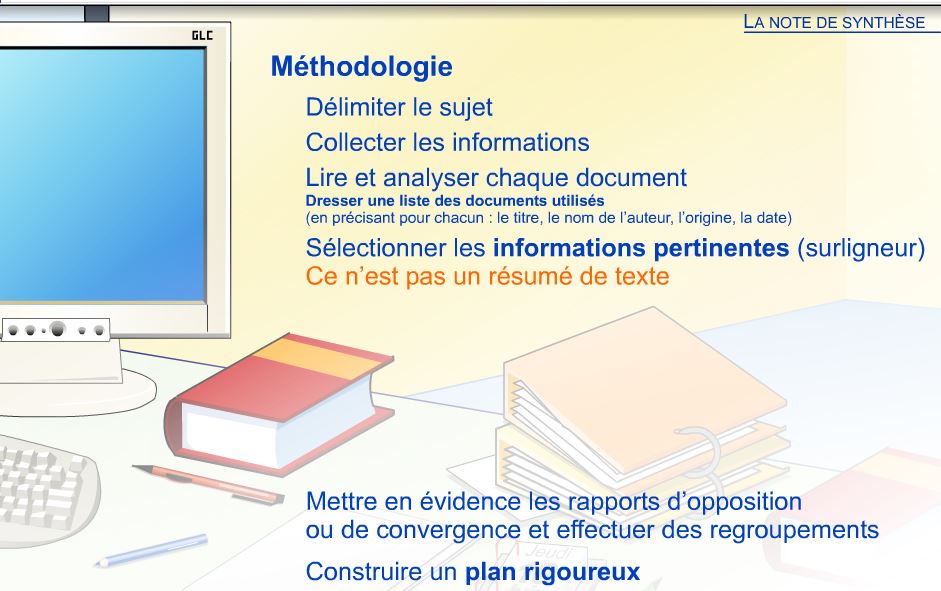 LA NOTE DE SYNTHÈSE
GLC
Méthodologie
Délimiter le sujet
Collecter les informations
Lire et analyser chaque document
Dresser une liste des documents utilisés
(en précisant pour chacun : le titre, le nom de l'auteur, l'origine, la date)
Sélectionner les informations pertinentes (surligneur)
Ce n'est pas un résumé de texte
Mettre en évidence les rapports d'opposition
ou de convergence et effectuer des regroupements
Jeudi
Construire un plan rigoureux